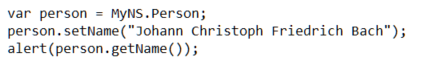 var person = MyNS.Person;
person.setName("Johann Christoph Friedrich Bach");
alert(person.getName());